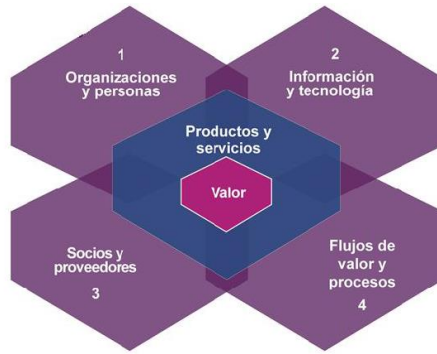 1
Organizaciones
y personas
2
Información
y tecnología
Productos y
servicios
Valor
Socios y
proveedores
3
Flujos de
valor y
procesos
4